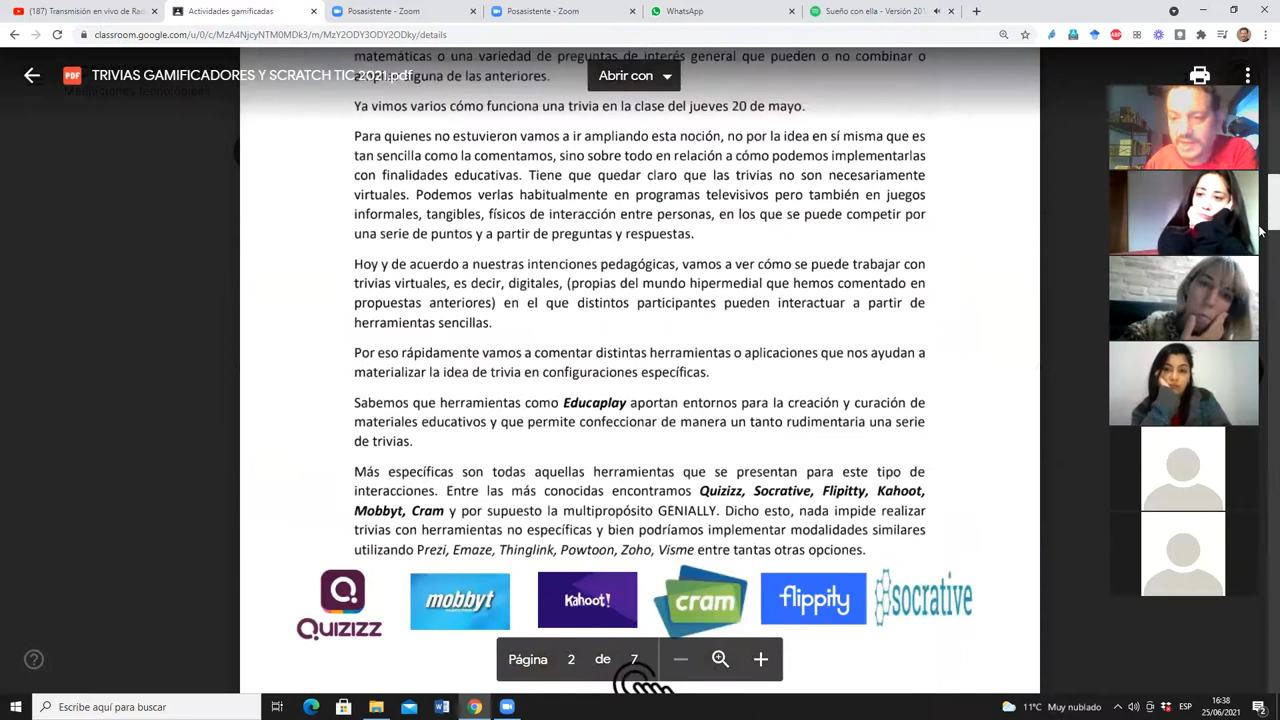 (187) Transmisión en vivo de Rad
Actividades gamificadas
Posasistente - Zoom
Posasistente - Zoom
WhatsApp
Sueño con ella - Versión 201
classroom.google.com/u/0/c/MzA4NjcyNTM0MDk3/m/MzY2ODY3ODY2ODky/details
matemáticas o una variedad de preguntas de interés general que pueden o no combinar o
TRIVIAS GAMIFICADORES Y SCRATCH TIC 2021.pdf
Abrir con
alguna de las anteriores.
Mediaciones tecnológicas
Ya vimos varios cómo funciona una trivia en la clase del jueves 20 de mayo.
Para quienes no estuvieron vamos a ir ampliando esta noción, no por la idea en sí misma que es
tan sencilla como la comentamos, sino sobre todo en relación a cómo podemos implementarlas
con finalidades educativas. Tiene que quedar claro que las trivias no son necesariamente
virtuales. Podemos verlas habitualmente en programas televisivos pero también en juegos
informales, tangibles, físicos de interacción entre personas, en los que se puede competir por
una serie de puntos y a partir de preguntas y respuestas.
Hoy y de acuerdo a nuestras intenciones pedagógicas, vamos a ver cómo se puede trabajar con
trivias virtuales, es decir, digitales, (propias del mundo hipermedial que hemos comentado en
propuestas anteriores) en el que distintos participantes pueden interactuar a partir de
herramientas sencillas.
Por eso rápidamente vamos a comentar distintas herramientas o aplicaciones que nos ayudan a
materializar la idea de trivia en configuraciones específicas.
Sabemos que herramientas como Educaplay aportan entornos para la creación y curación de
materiales educativos y que permite confeccionar de manera un tanto rudimentaria una serie
de trivias.
Más específicas son todas aquellas herramientas que se presentan para este tipo de
interacciones. Entre las más conocidas encontramos Quizizz, Socrative, Flipitty, Kahoot,
Mobbyt, Cram y por supuesto la multipropósito GENIALLY. Dicho esto, nada impide realizar
trivias con herramientas no específicas y bien podríamos implementar modalidades similares
utilizando Prezi, Emaze, Thinglink, Powtoon, Zoho, Visme entre tantas otras opciones.
Q
Quizizz
mobbyt
Kahoot!
cram
flippity
socrative
Página 2 de 7
Escribe aquí para buscar
11°C Muy nublado
ESP
16:38
25/06/2021
2